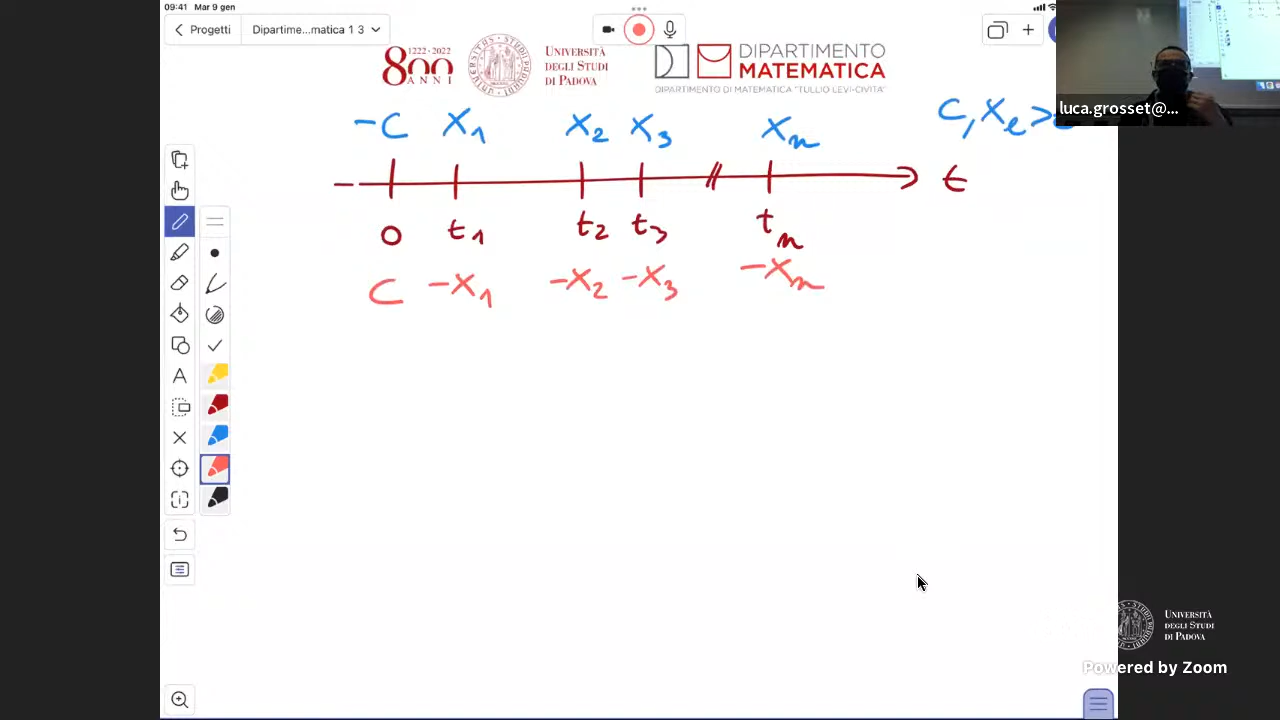 09:41 Mar 9 gen
Progetti
Dipartime...matica 1 3
1222·2022
800
ANNI
UNIVERSITÀ
DEGLI STUDI
DI PADOVA
DIPARTIMENTO
MATEMATICA
DIPARTIMENTO DI MATEMATICA "TULLIO LEVI-CIVITA"
luca.grosset@...
-C x1 x2 x3 xn
t
0 t1 t2 t3 tn
C -x1 -x2 -x3 -xn
A
UNIVERSITÀ
DEGLI STUDI
DI PADOVA
Powered by Zoom